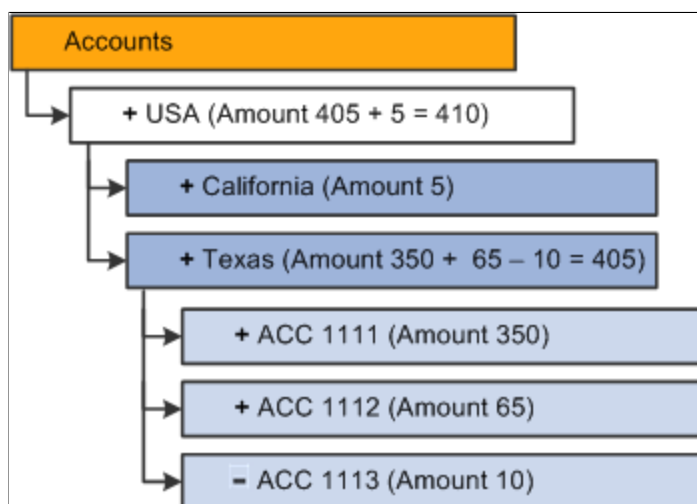 Accounts
+ USA (Amount 405 + 5 = 410)
+ California (Amount 5)
+ Texas (Amount 350 + 65 – 10 = 405)
+ ACC 1111 (Amount 350)
+ ACC 1112 (Amount 65)
- ACC 1113 (Amount 10)